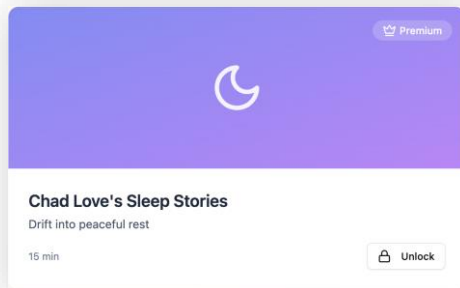 Premium
Chad Love's Sleep Stories
Drift into peaceful rest
15 min
Unlock